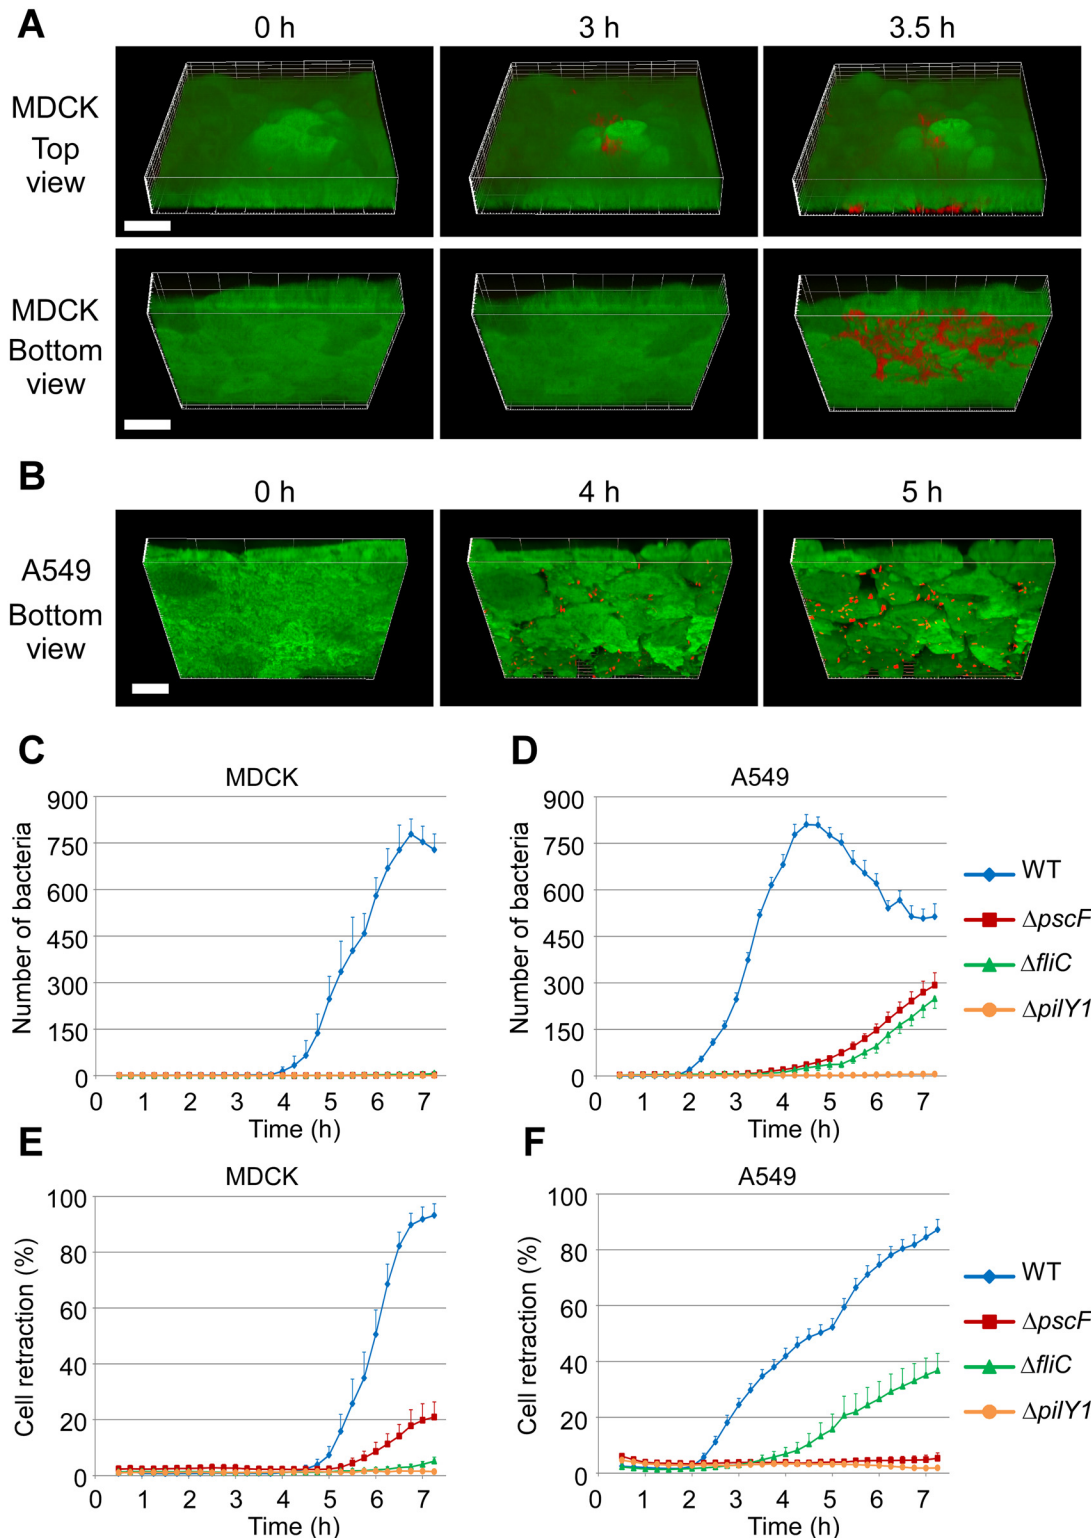 A
0 h 3 h 3.5 h
MDCK
Top
view
MDCK
Bottom
view
B
0 h 4 h 5 h
A549
Bottom
view
C D
MDCK A549
Number of bacteria
900
750
600
450
300
150
0
0 1 2 3 4 5 6 7
Time (h)
Number of bacteria
900
750
600
450
300
150
0
0 1 2 3 4 5 6 7
Time (h)
WT
ΔpscF
ΔfliC
ΔpilY1
E F
MDCK A549
Cell retraction (%)
100
80
60
40
20
0
0 1 2 3 4 5 6 7
Time (h)
Cell retraction (%)
100
80
60
40
20
0
0 1 2 3 4 5 6 7
Time (h)
WT
ΔpscF
ΔfliC
ΔpilY1